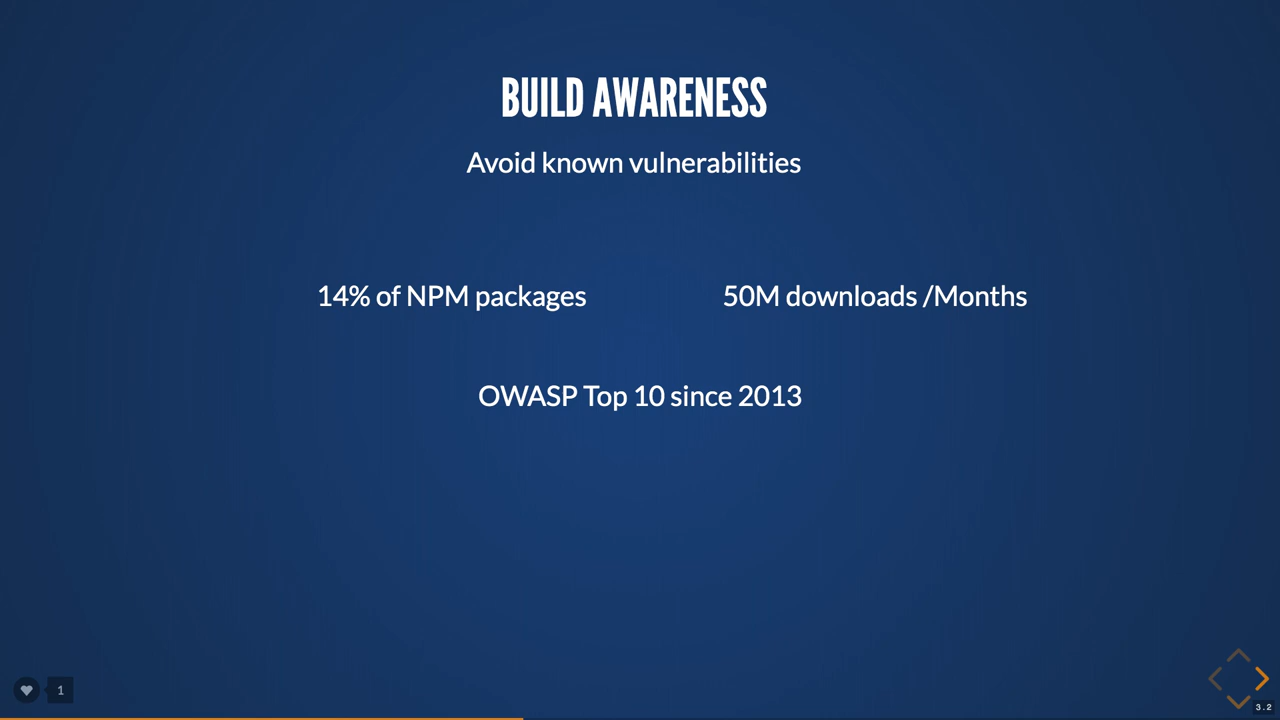 BUILD AWARENESS
Avoid known vulnerabilities
14% of NPM packages
50M downloads /Months
OWASP Top 10 since 2013
1
3.2